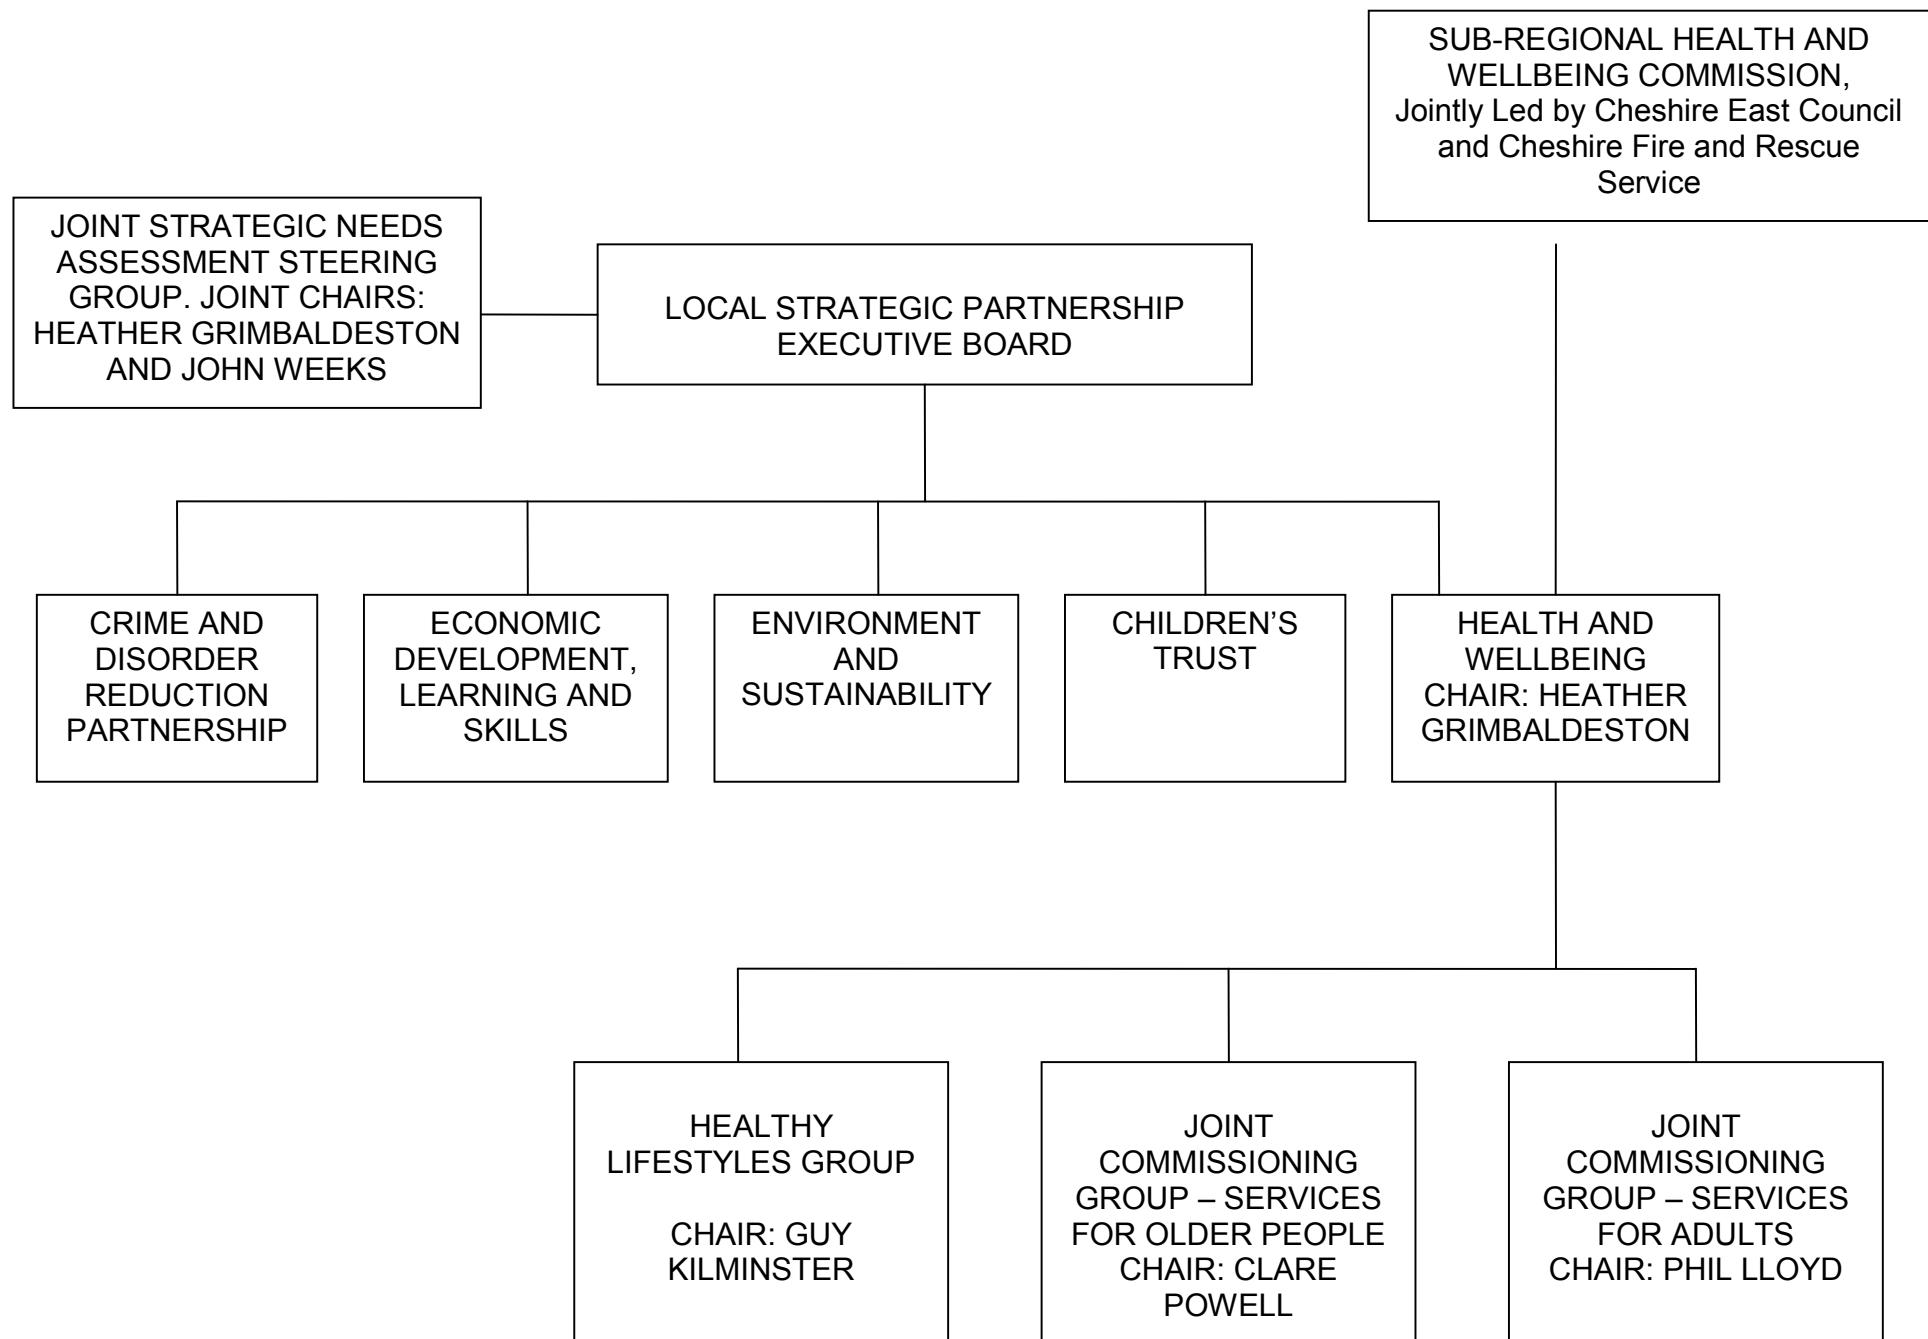 SUB-REGIONAL HEALTH AND
WELLBEING COMMISSION,
Jointly Led by Cheshire East Council
and Cheshire Fire and Rescue
Service
JOINT STRATEGIC NEEDS
ASSESSMENT STEERING
GROUP. JOINT CHAIRS:
HEATHER GRIMBALDESTON
AND JOHN WEEKS
LOCAL STRATEGIC PARTNERSHIP
EXECUTIVE BOARD
CRIME AND
DISORDER
REDUCTION
PARTNERSHIP
ECONOMIC
DEVELOPMENT,
LEARNING AND
SKILLS
ENVIRONMENT
AND
SUSTAINABILITY
CHILDREN’S
TRUST
HEALTH AND
WELLBEING
CHAIR: HEATHER
GRIMBALDESTON
HEALTHY
LIFESTYLES GROUP
CHAIR: GUY
KILMINSTER
JOINT
COMMISSIONING
GROUP – SERVICES
FOR OLDER PEOPLE
CHAIR: CLARE
POWELL
JOINT
COMMISSIONING
GROUP – SERVICES
FOR ADULTS
CHAIR: PHIL LLOYD